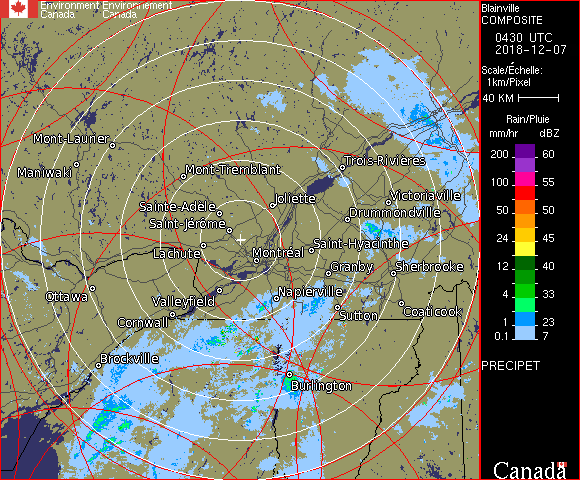 Environment Environnement
Canada Canada
Blainville
COMPOSITE
0430 UTC
2018-12-07
Scale/Échelle:
1km/Pixel
40 KM
Rain/Pluie
mm/hr dBZ
200 60
100 55
50 50
24 45
12 40
4 33
1 23
0.1 7
PRECIPET
Canada
Mont-Laurier
Maniwaki
Mont-Tremblant
Trois-Rivières
Joliette
Victoriaville
Sainte-Adèle
Drummondville
Saint-Jérôme
Saint-Hyacinthe
Lachute
Montréal
Granby
Sherbrooke
Ottawa
Valleyfield
Napierville
Cornwall
Sutton
Coaticook
Brockville
Burlington